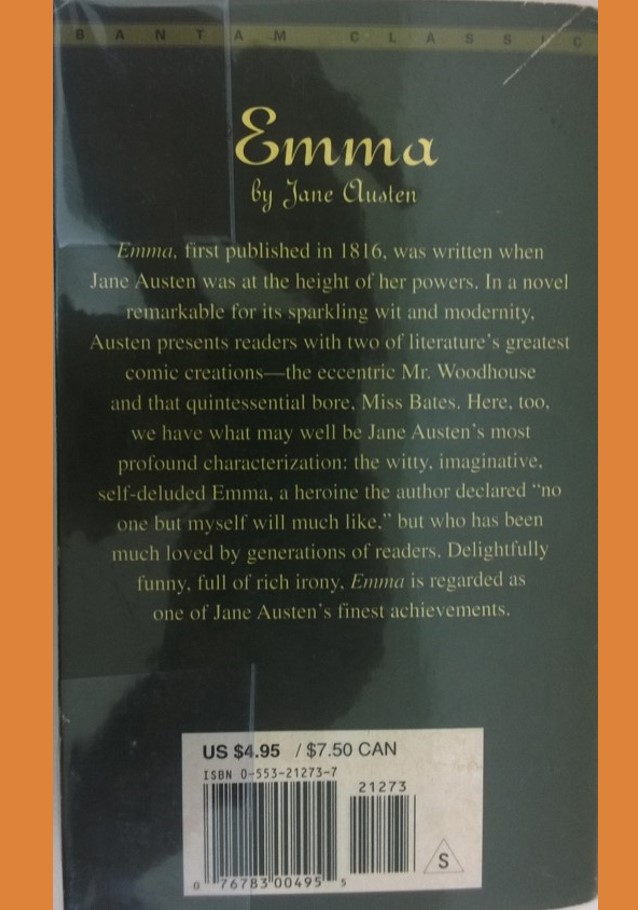 BANTAM CLASSIC
Emma
by Jane Austen
Emma, first published in 1816, was written when
Jane Austen was at the height of her powers. In a novel
remarkable for its sparkling wit and modernity,
Austen presents readers with two of literature's greatest
comic creations—the eccentric Mr. Woodhouse
and that quintessential bore, Miss Bates. Here, too,
we have what may well be Jane Austen's most
profound characterization: the witty, imaginative,
self-deluded Emma, a heroine the author declared “no
one but myself will much like,” but who has been
much loved by generations of readers. Delightfully
funny, full of rich irony, Emma is regarded as
one of Jane Austen's finest achievements.
US $4.95 / $7.50 CAN
ISBN 0-553-21273-7
21273
S
0 76783 00495 5